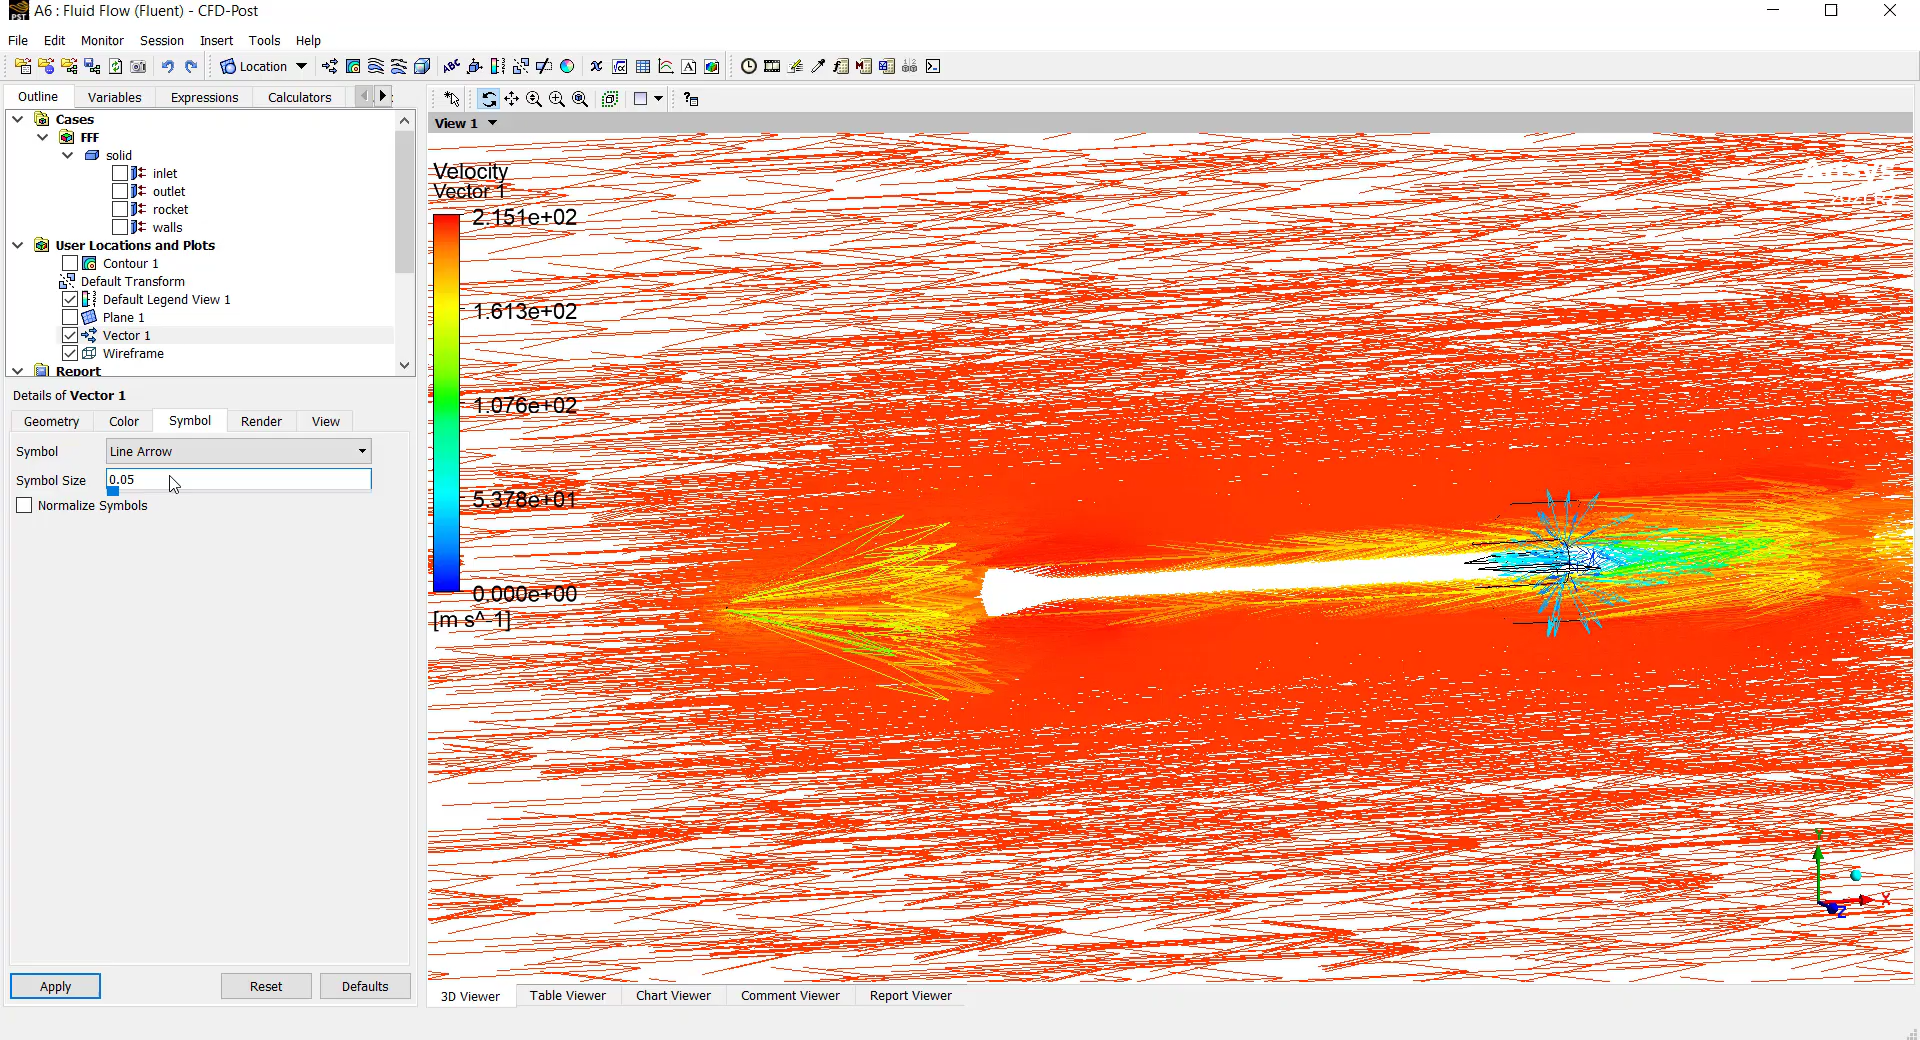 A6 : Fluid Flow (Fluent) - CFD-Post
File Edit Monitor Session Insert Tools Help
Location
Outline Variables Expressions Calculators
View 1
Cases
FFF
solid
inlet
outlet
rocket
walls
User Locations and Plots
Contour 1
Default Transform
Default Legend View 1
Plane 1
Vector 1
Wireframe
Report
Details of Vector 1
Geometry Color Symbol Render View
Symbol Line Arrow
Symbol Size 0.05
Normalize Symbols
Apply Reset Defaults
Velocity
Vector 1
2.151e+02
1.613e+02
1.076e+02
5.378e+01
0.000e+00
[m s^-1]
Y
X
Z
3D Viewer Table Viewer Chart Viewer Comment Viewer Report Viewer